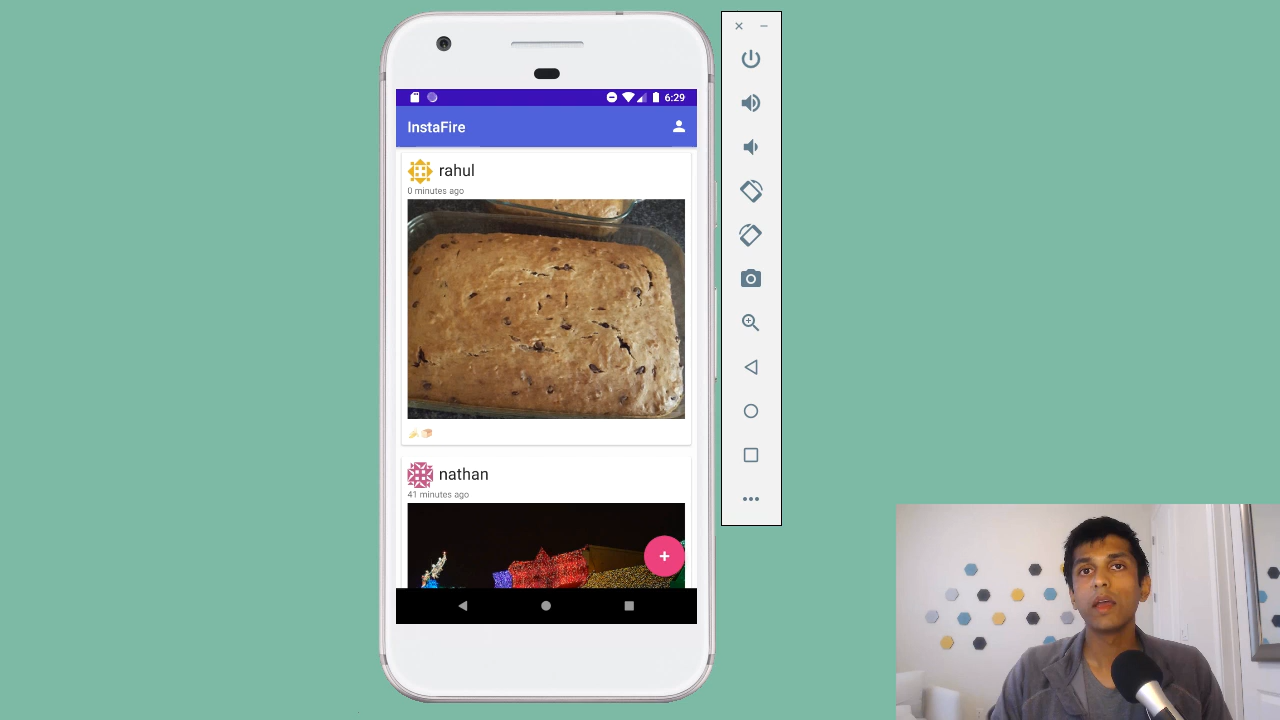 6:29
InstaFire
rahul
0 minutes ago
nathan
41 minutes ago